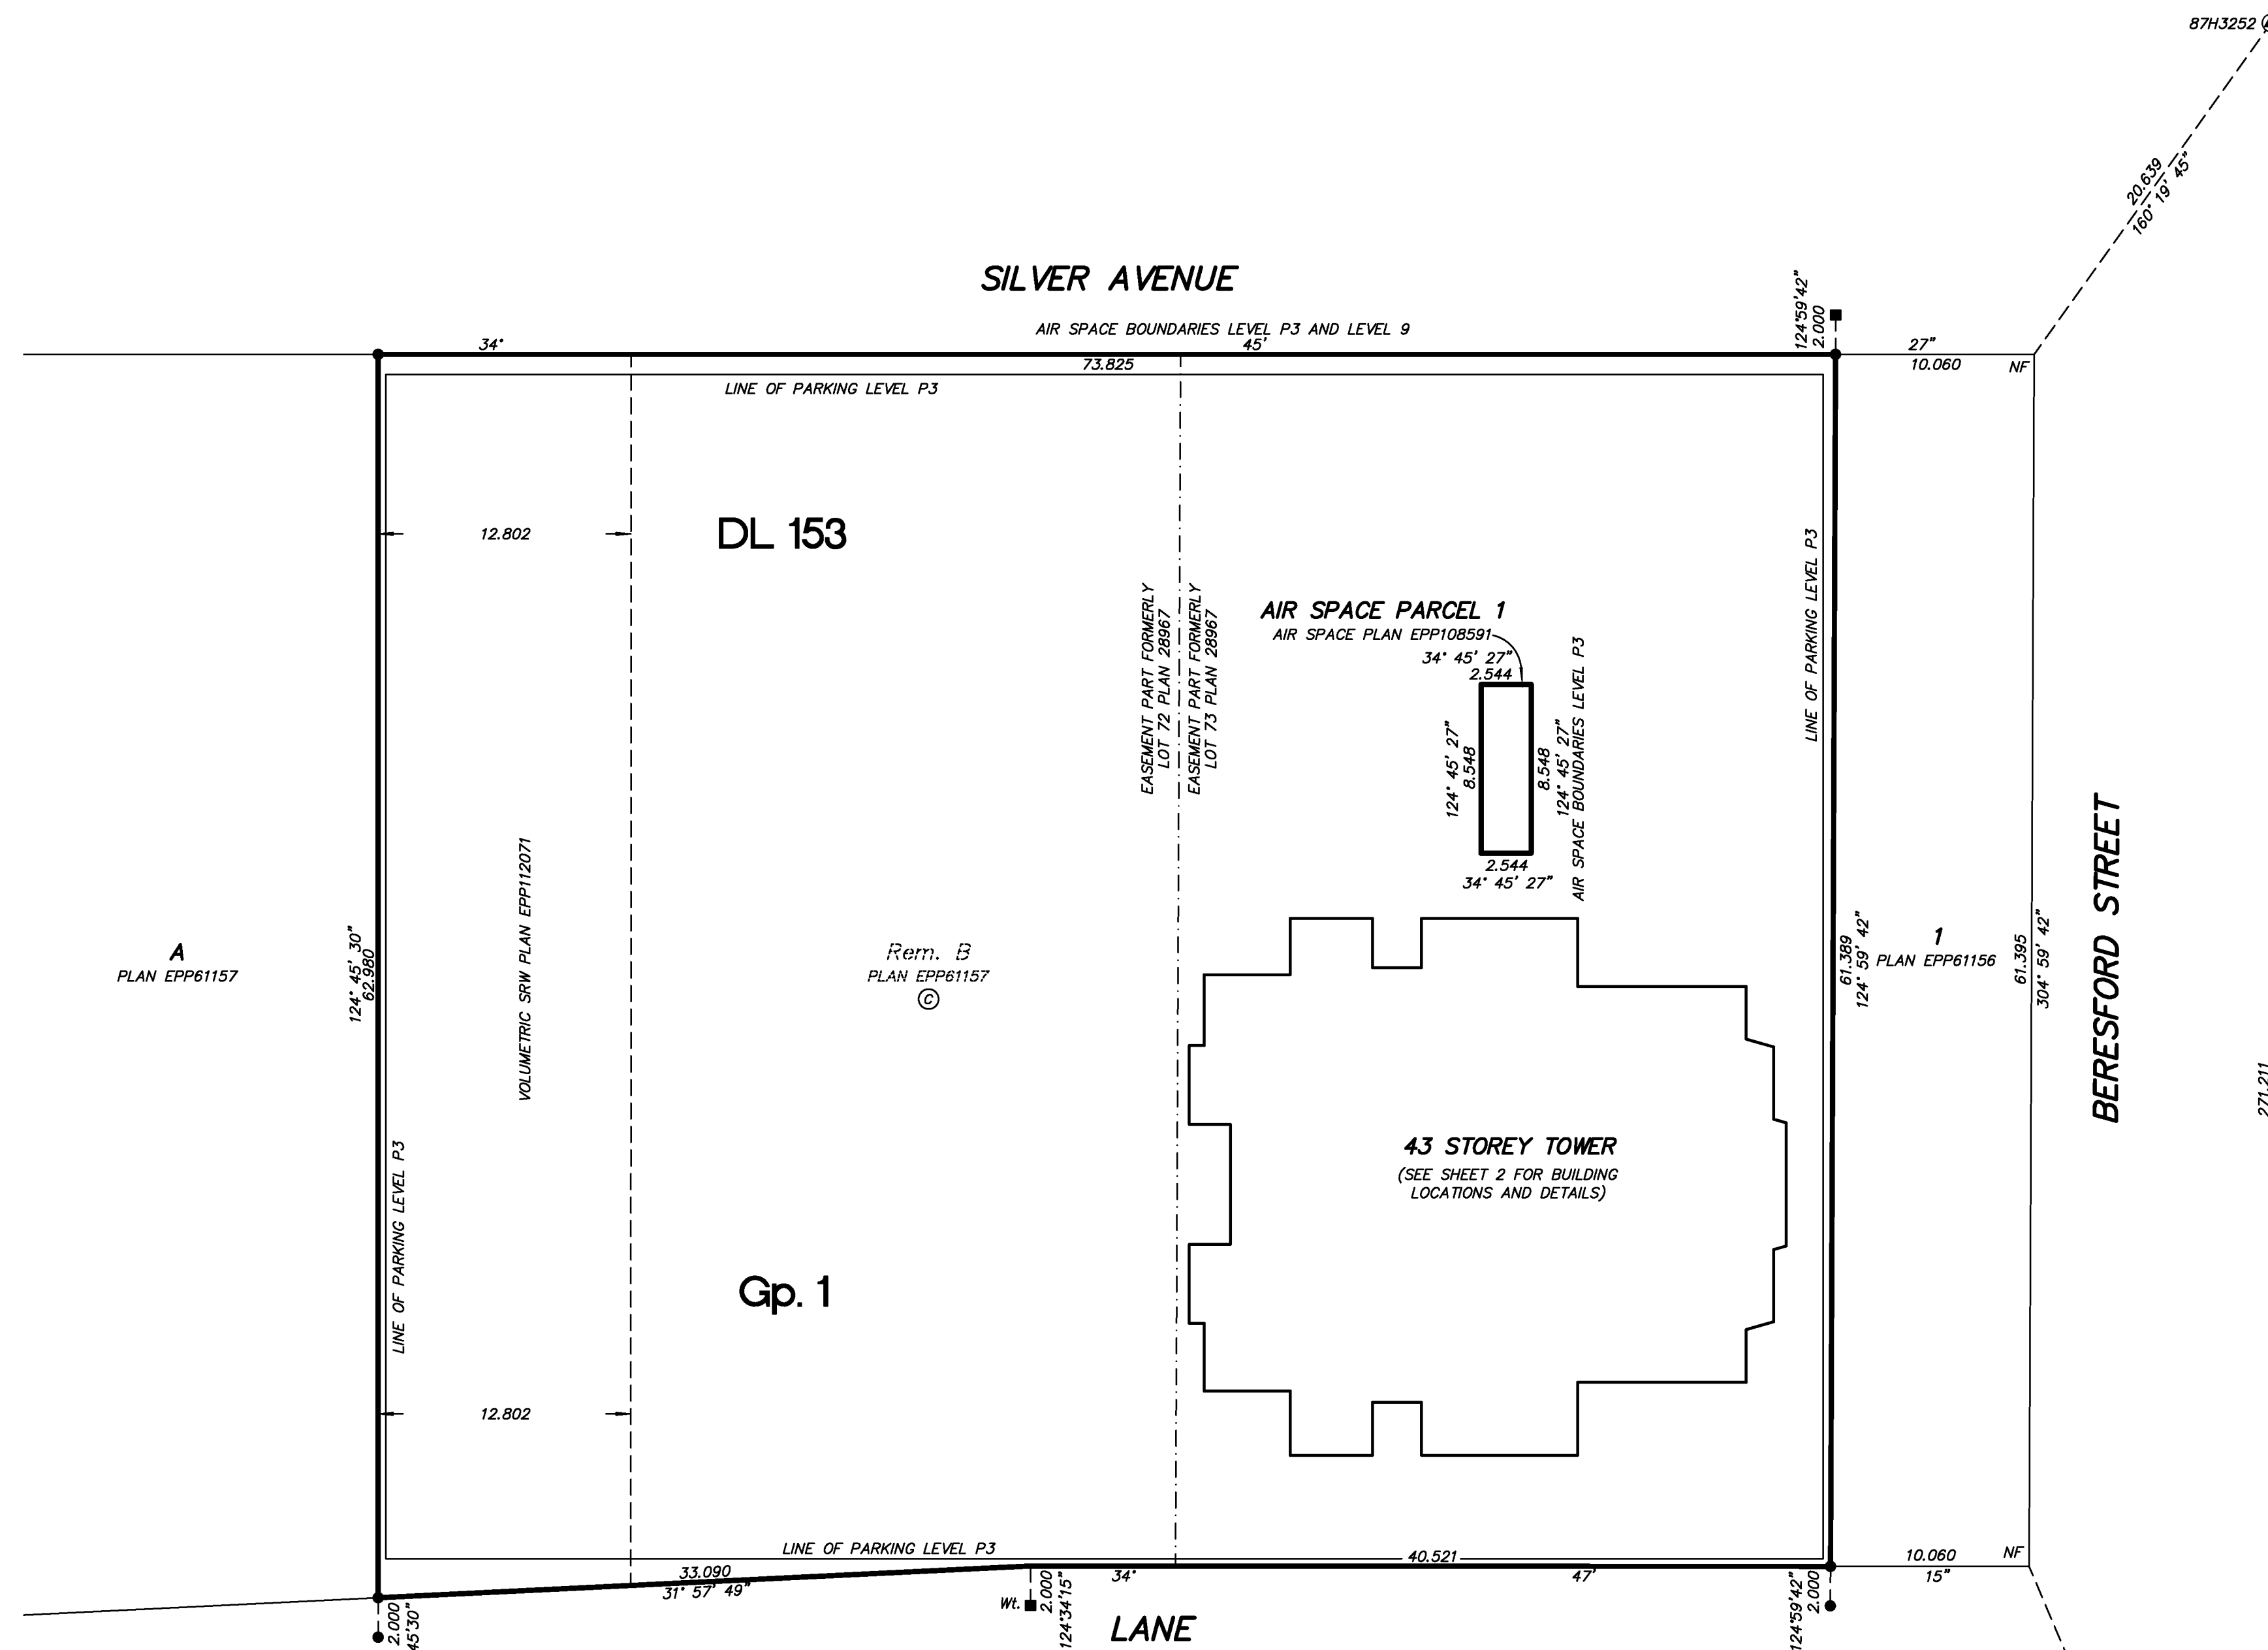 87H3252
20.639
160° 19' 45"
SILVER AVENUE
AIR SPACE BOUNDARIES LEVEL P3 AND LEVEL 9
124°59'42"
2.000
34°
45'
27"
73.825
10.060
NF
LINE OF PARKING LEVEL P3
12.802
DL 153
LINE OF PARKING LEVEL P3
EASEMENT PART FORMERLY
LOT 72 PLAN 28967
EASEMENT PART FORMERLY
LOT 73 PLAN 28967
AIR SPACE PARCEL 1
AIR SPACE PLAN EPP108591
34° 45' 27"
2.544
124° 45' 27"
8.548
8.548
124° 45' 27"
AIR SPACE BOUNDARIES LEVEL P3
2.544
34° 45' 27"
A
PLAN EPP61157
124° 45' 30"
62.980
VOLUMETRIC SRW PLAN EPP112071
Rem. B
PLAN EPP61157
C
61.389
124° 59' 42"
1
PLAN EPP61156
61.395
304° 59' 42"
BERESFORD STREET
271.211
43 STOREY TOWER
(SEE SHEET 2 FOR BUILDING
LOCATIONS AND DETAILS)
LINE OF PARKING LEVEL P3
Gp. 1
12.802
LINE OF PARKING LEVEL P3
33.090
31° 57' 49"
40.521
34°
47'
10.060
NF
15"
2.000
45'30"
Wt.
2.000
124°34'15"
LANE
124°59'42"
2.000